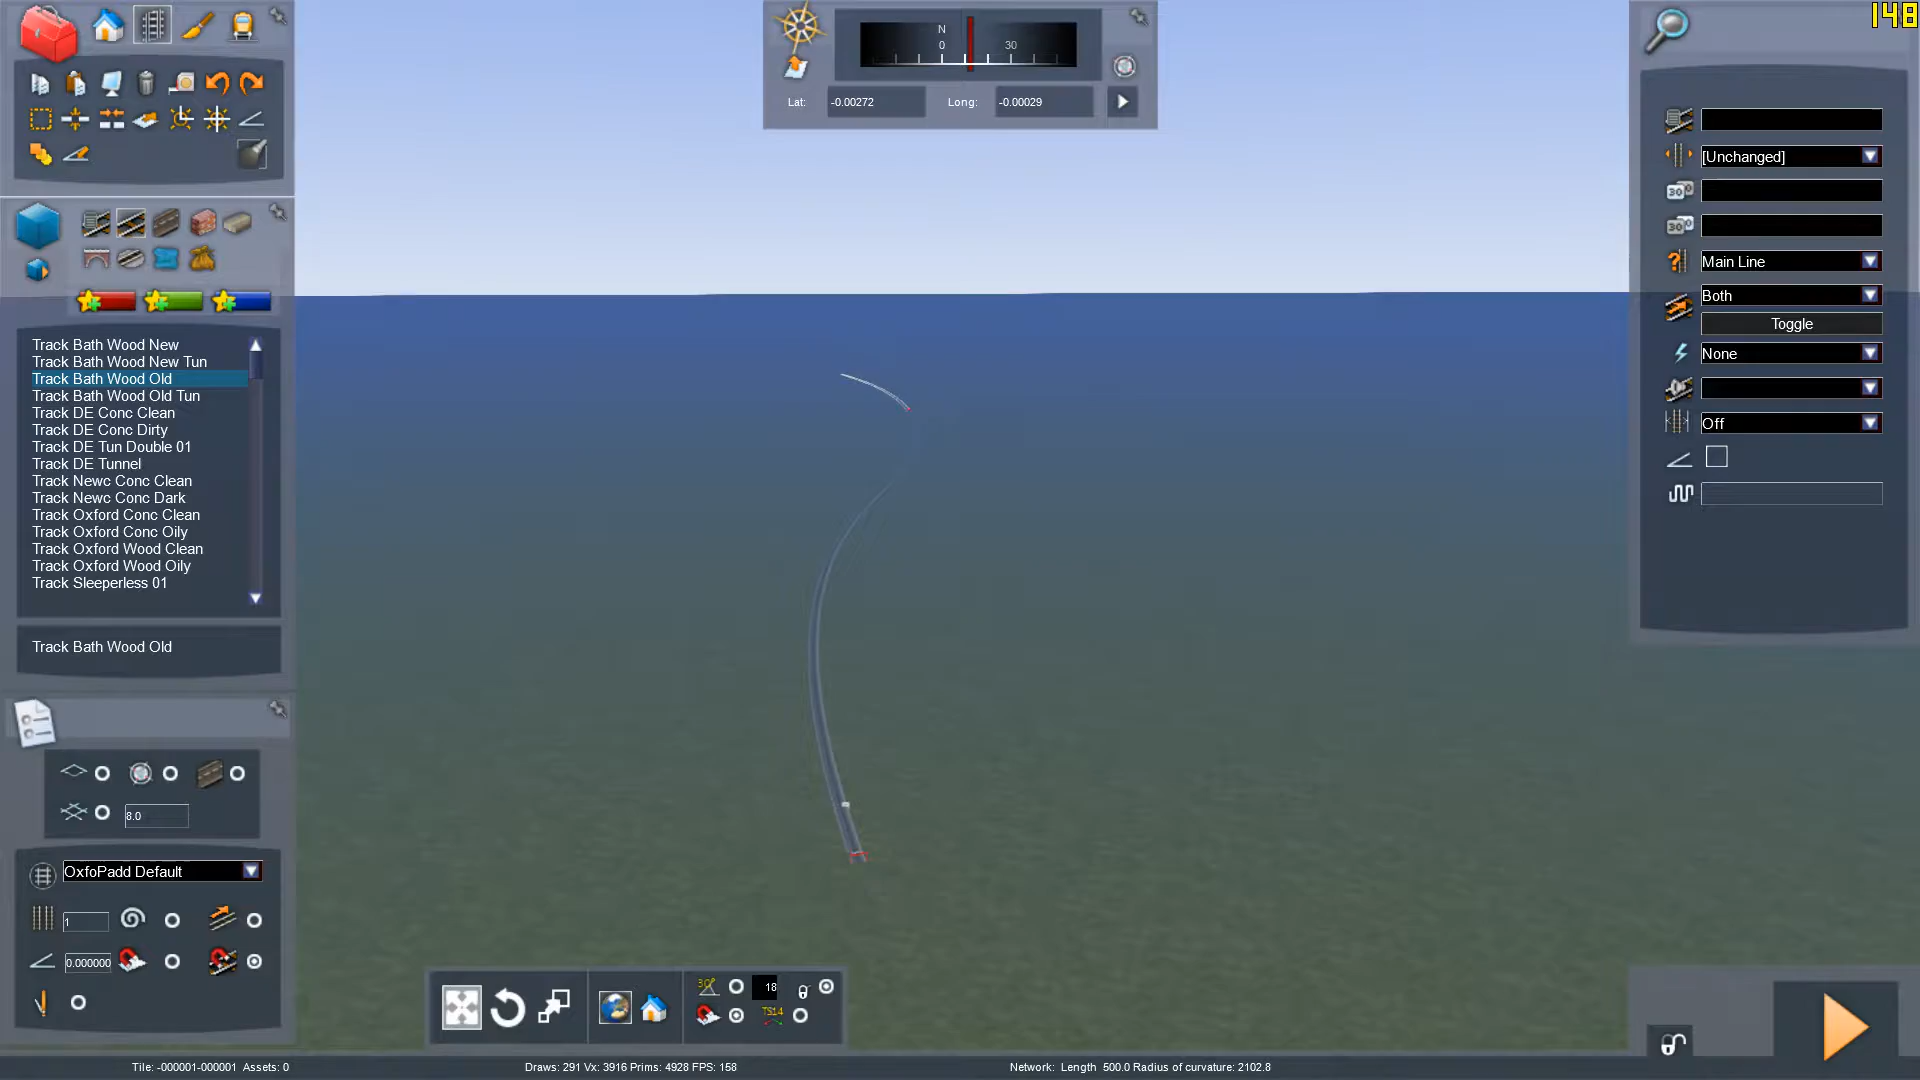 148
N
0 30
Lat: -0.00272 Long: -0.00029
[Unchanged]
Main Line
Both
Toggle
None
Off
Track Bath Wood New
Track Bath Wood New Tun
Track Bath Wood Old
Track Bath Wood Old Tun
Track DE Conc Clean
Track DE Conc Dirty
Track DE Tun Double 01
Track DE Tunnel
Track Newc Conc Clean
Track Newc Conc Dark
Track Oxford Conc Clean
Track Oxford Conc Oily
Track Oxford Wood Clean
Track Oxford Wood Oily
Track Sleeperless 01
Track Bath Wood Old
8.0
OxfoPadd Default
1
0.000000
30°
18
TS14
Tile: -000001-000001 Assets: 0
Draws: 291 Vx: 3916 Prims: 4928 FPS: 158
Network: Length 500.0 Radius of curvature: 2102.8